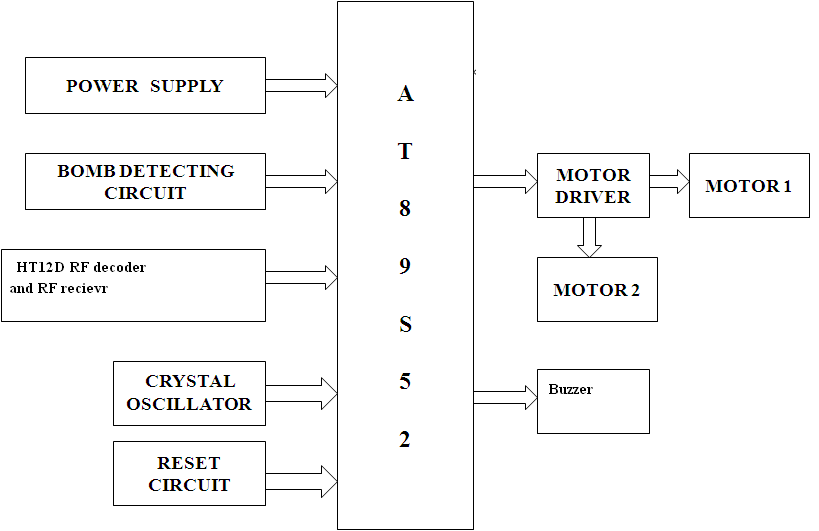 POWER SUPPLY
BOMB DETECTING
CIRCUIT
HT12D RF decoder
and RF recievr
CRYSTAL
OSCILLATOR
RESET
CIRCUIT
A
T
8
9
S
5
2
MOTOR
DRIVER
MOTOR 1
MOTOR 2
Buzzer